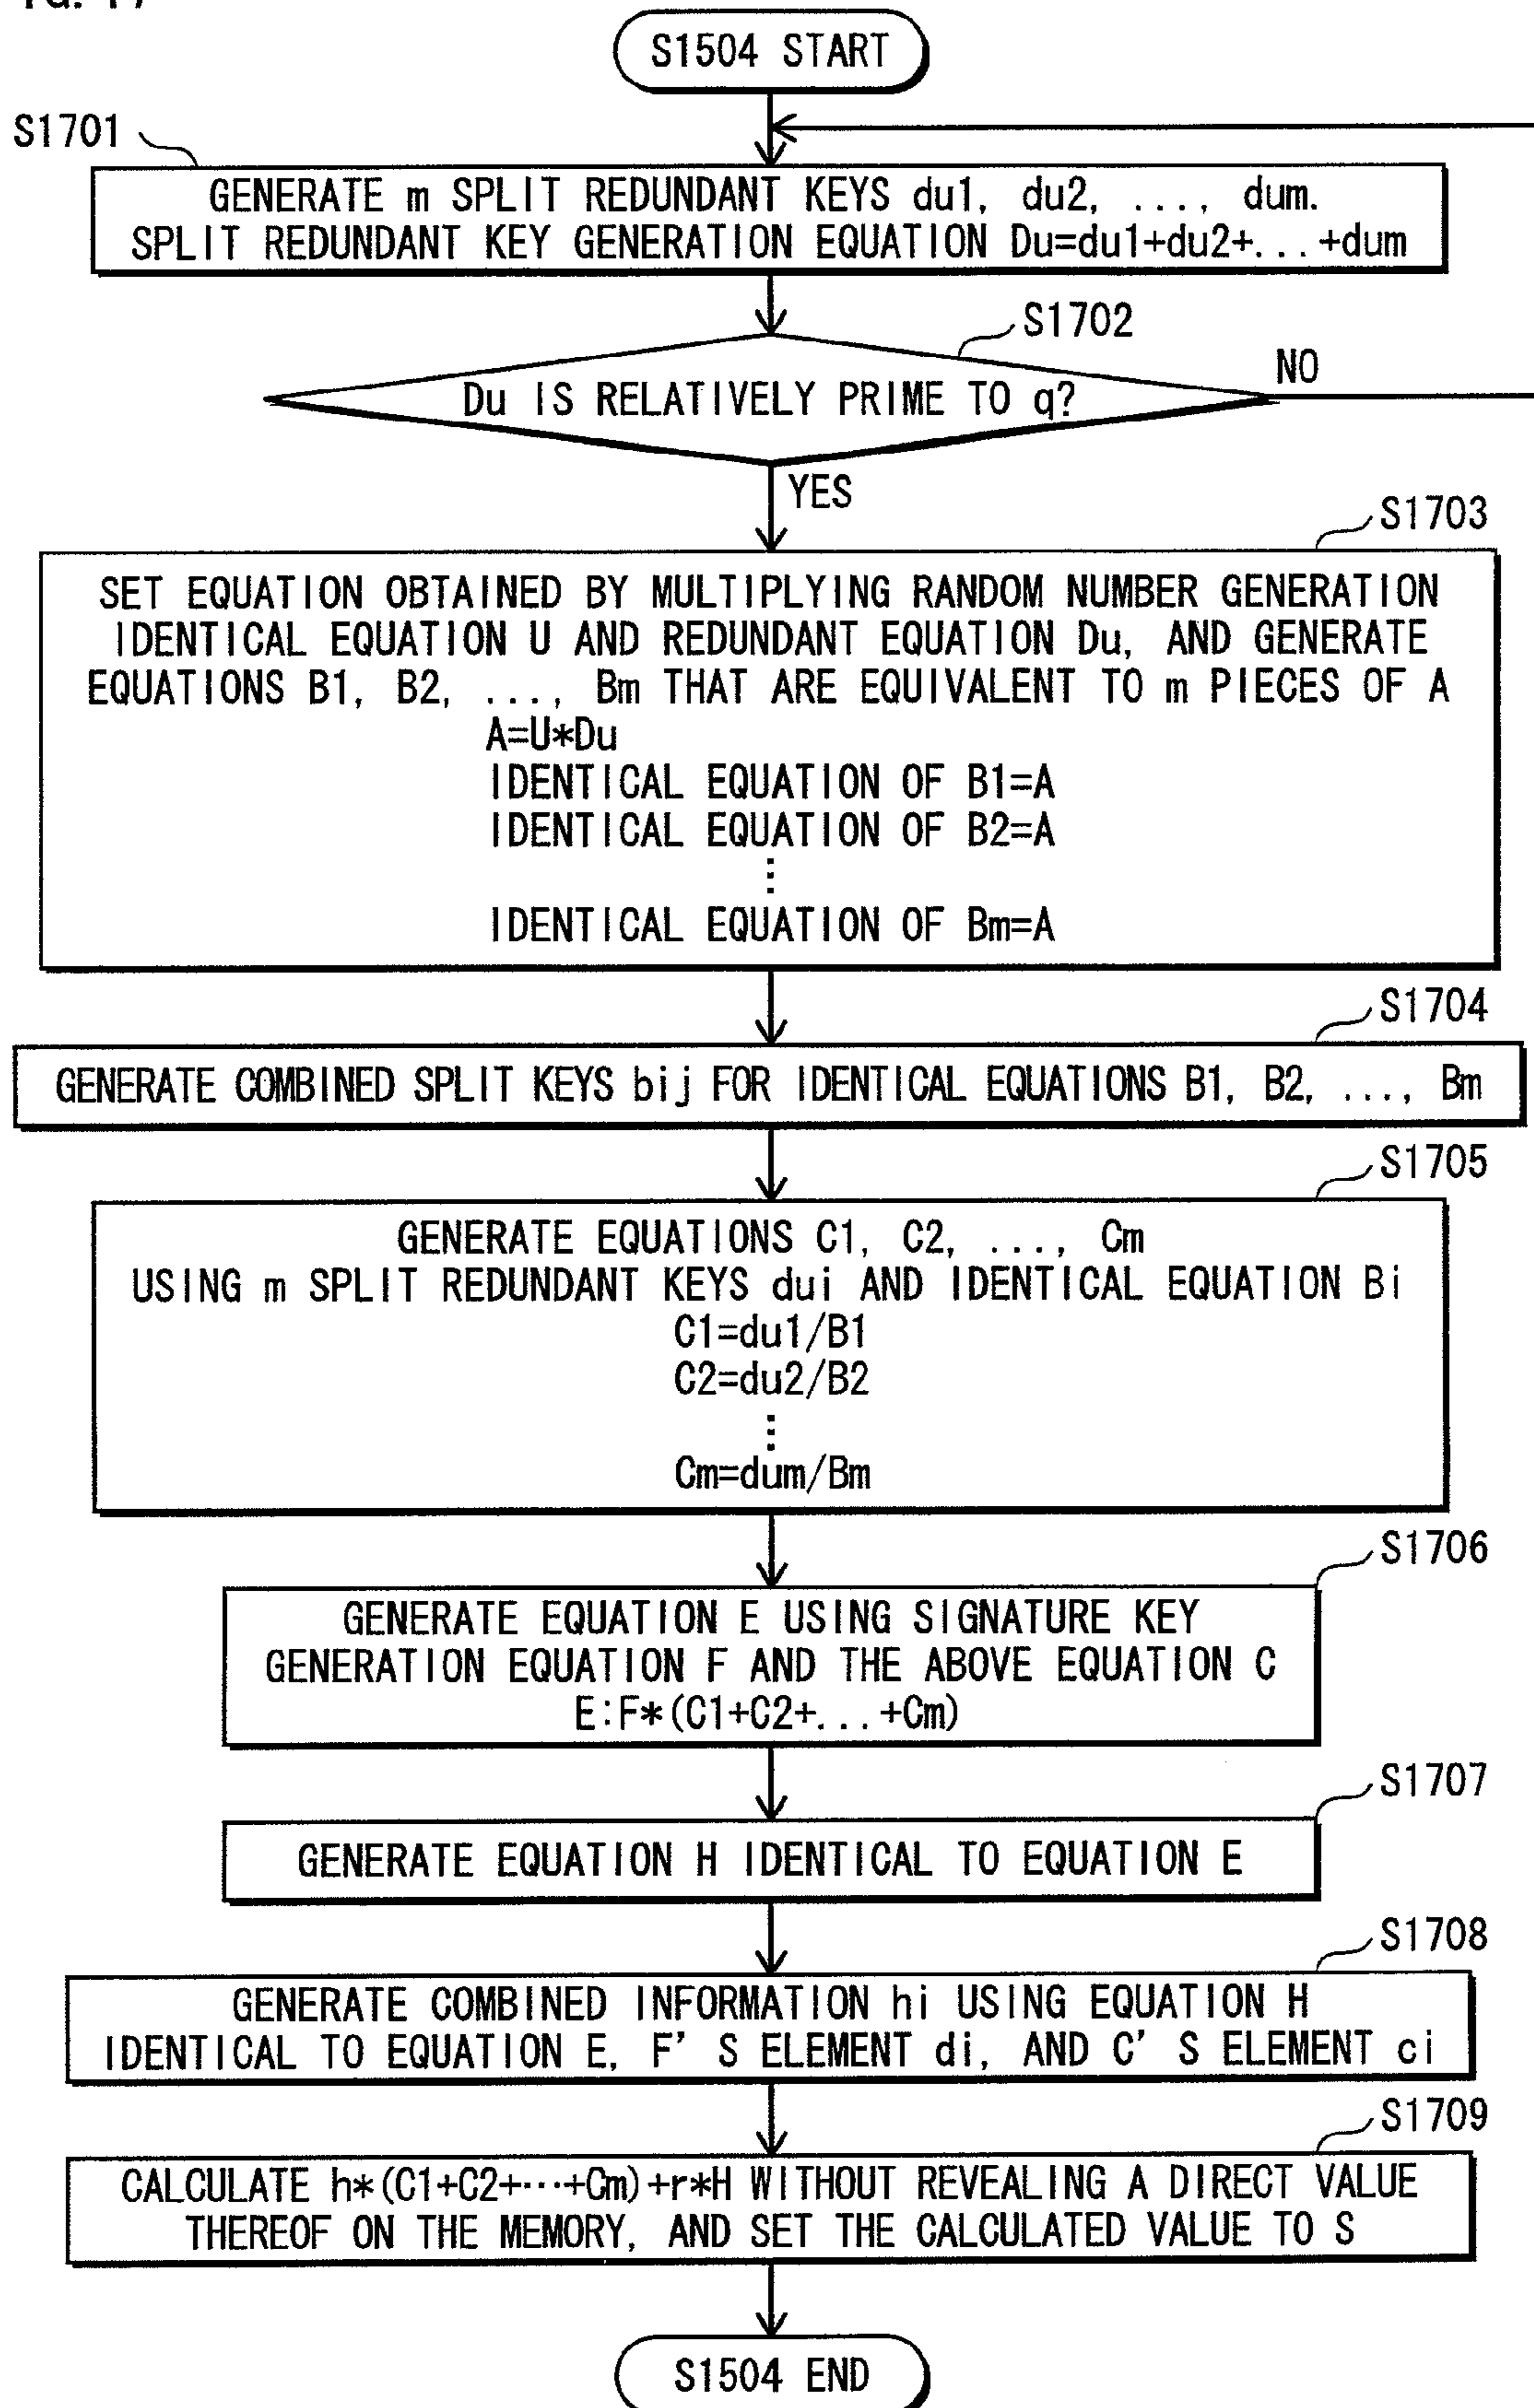 S1504 START
S1701
GENERATE m SPLIT REDUNDANT KEYS du1, du2, ..., dum.
SPLIT REDUNDANT KEY GENERATION EQUATION Du=du1+du2+...+dum
S1702
Du IS RELATIVELY PRIME TO q?
NO
YES
S1703
SET EQUATION OBTAINED BY MULTIPLYING RANDOM NUMBER GENERATION
IDENTICAL EQUATION U AND REDUNDANT EQUATION Du, AND GENERATE
EQUATIONS B1, B2, ..., Bm THAT ARE EQUIVALENT TO m PIECES OF A
A=U*Du
IDENTICAL EQUATION OF B1=A
IDENTICAL EQUATION OF B2=A
⋮
IDENTICAL EQUATION OF Bm=A
S1704
GENERATE COMBINED SPLIT KEYS bij FOR IDENTICAL EQUATIONS B1, B2, ..., Bm
S1705
GENERATE EQUATIONS C1, C2, ..., Cm
USING m SPLIT REDUNDANT KEYS dui AND IDENTICAL EQUATION Bi
C1=du1/B1
C2=du2/B2
⋮
Cm=dum/Bm
S1706
GENERATE EQUATION E USING SIGNATURE KEY
GENERATION EQUATION F AND THE ABOVE EQUATION C
E:F*(C1+C2+...+Cm)
S1707
GENERATE EQUATION H IDENTICAL TO EQUATION E
S1708
GENERATE COMBINED INFORMATION hi USING EQUATION H
IDENTICAL TO EQUATION E, F' S ELEMENT di, AND C' S ELEMENT ci
S1709
CALCULATE h*(C1+C2+···+Cm)+r*H WITHOUT REVEALING A DIRECT VALUE
THEREOF ON THE MEMORY, AND SET THE CALCULATED VALUE TO S
S1504 END